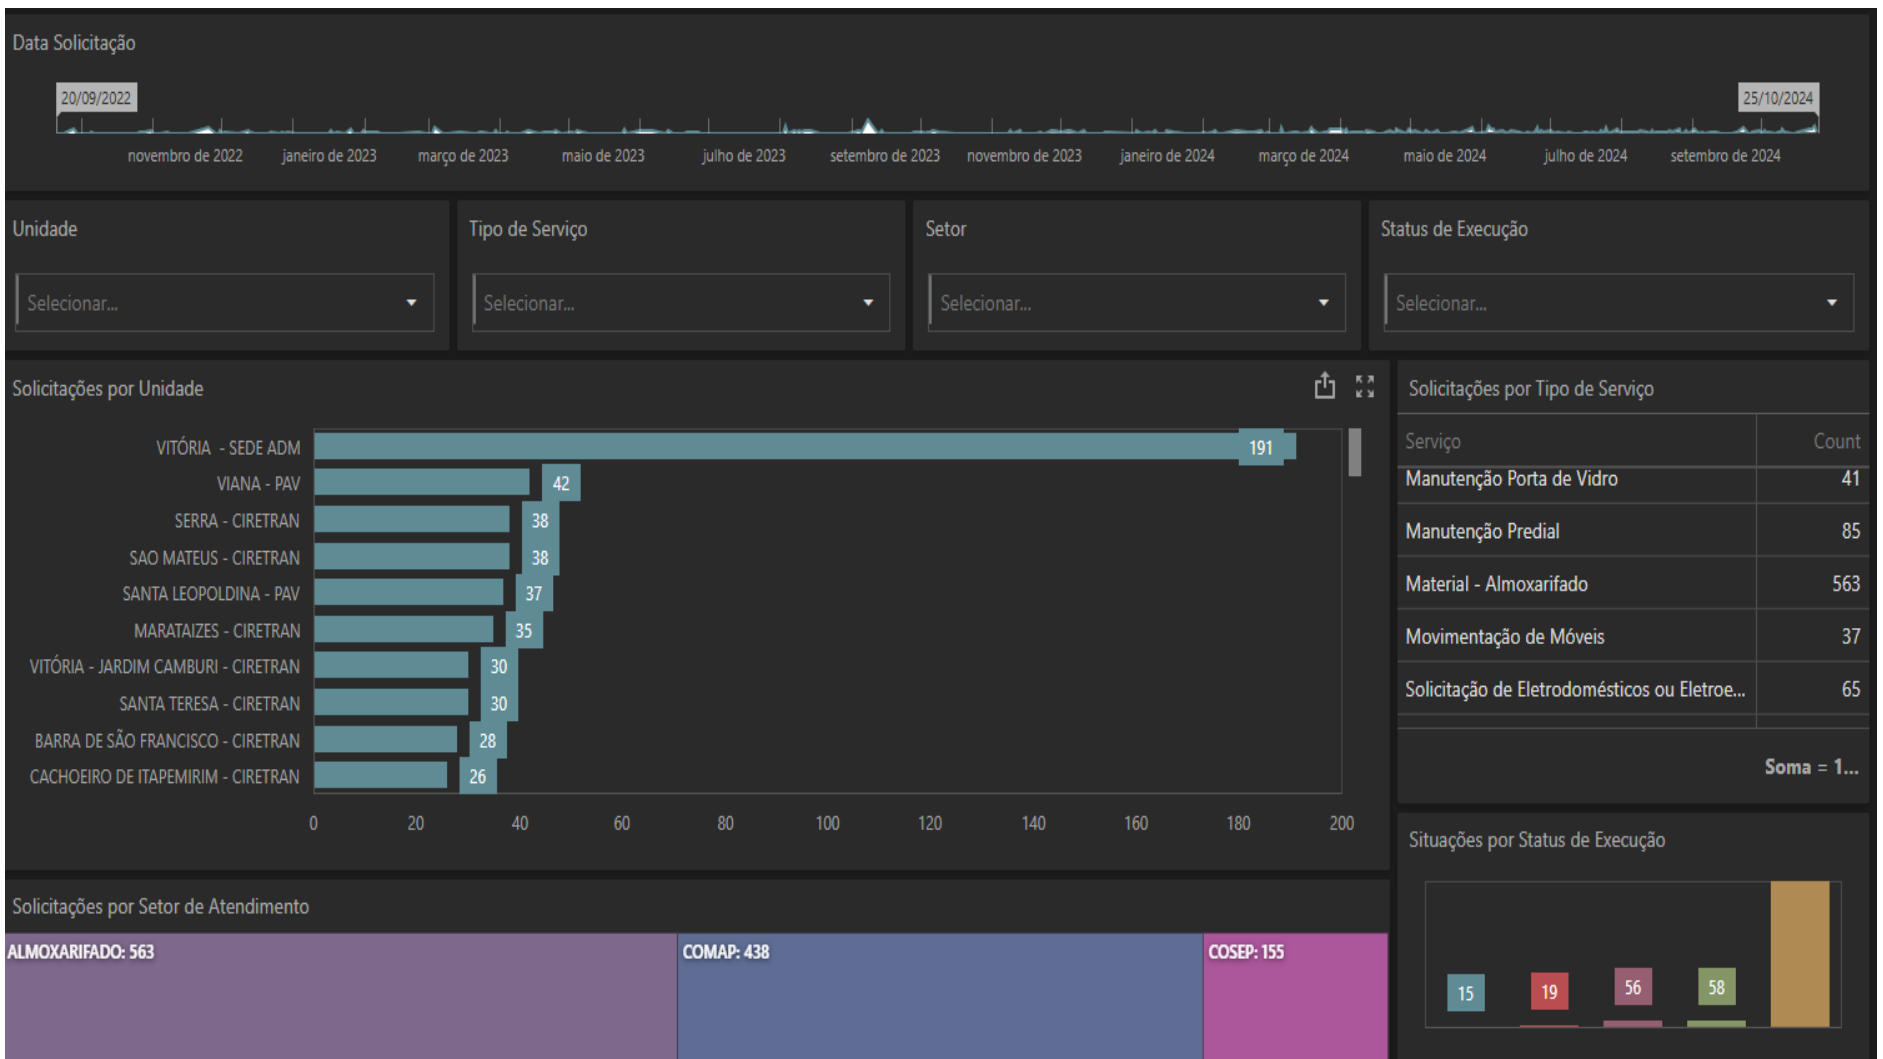 Data Solicitação
20/09/2022
25/10/2024
novembro de 2022 janeiro de 2023 março de 2023 maio de 2023 julho de 2023 setembro de 2023 novembro de 2023 janeiro de 2024 março de 2024 maio de 2024 julho de 2024 setembro de 2024
Unidade
Selecionar...
Tipo de Serviço
Selecionar...
Setor
Selecionar...
Status de Execução
Selecionar...
Solicitações por Unidade
VITÓRIA - SEDE ADM 191
VIANA - PAV 42
SERRA - CIRETRAN 38
SAO MATEUS - CIRETRAN 38
SANTA LEOPOLDINA - PAV 37
MARATAIZES - CIRETRAN 35
VITÓRIA - JARDIM CAMBURI - CIRETRAN 30
SANTA TERESA - CIRETRAN 30
BARRA DE SÃO FRANCISCO - CIRETRAN 28
CACHOEIRO DE ITAPEMIRIM - CIRETRAN 26
0 20 40 60 80 100 120 140 160 180 200
Solicitações por Tipo de Serviço
Serviço Count
Manutenção Porta de Vidro 41
Manutenção Predial 85
Material - Almoxarifado 563
Movimentação de Móveis 37
Solicitação de Eletrodomésticos ou Eletroe... 65
Soma = 1...
Solicitações por Setor de Atendimento
ALMOXARIFADO: 563
COMAP: 438
COSEP: 155
Situações por Status de Execução
15 19 56 58